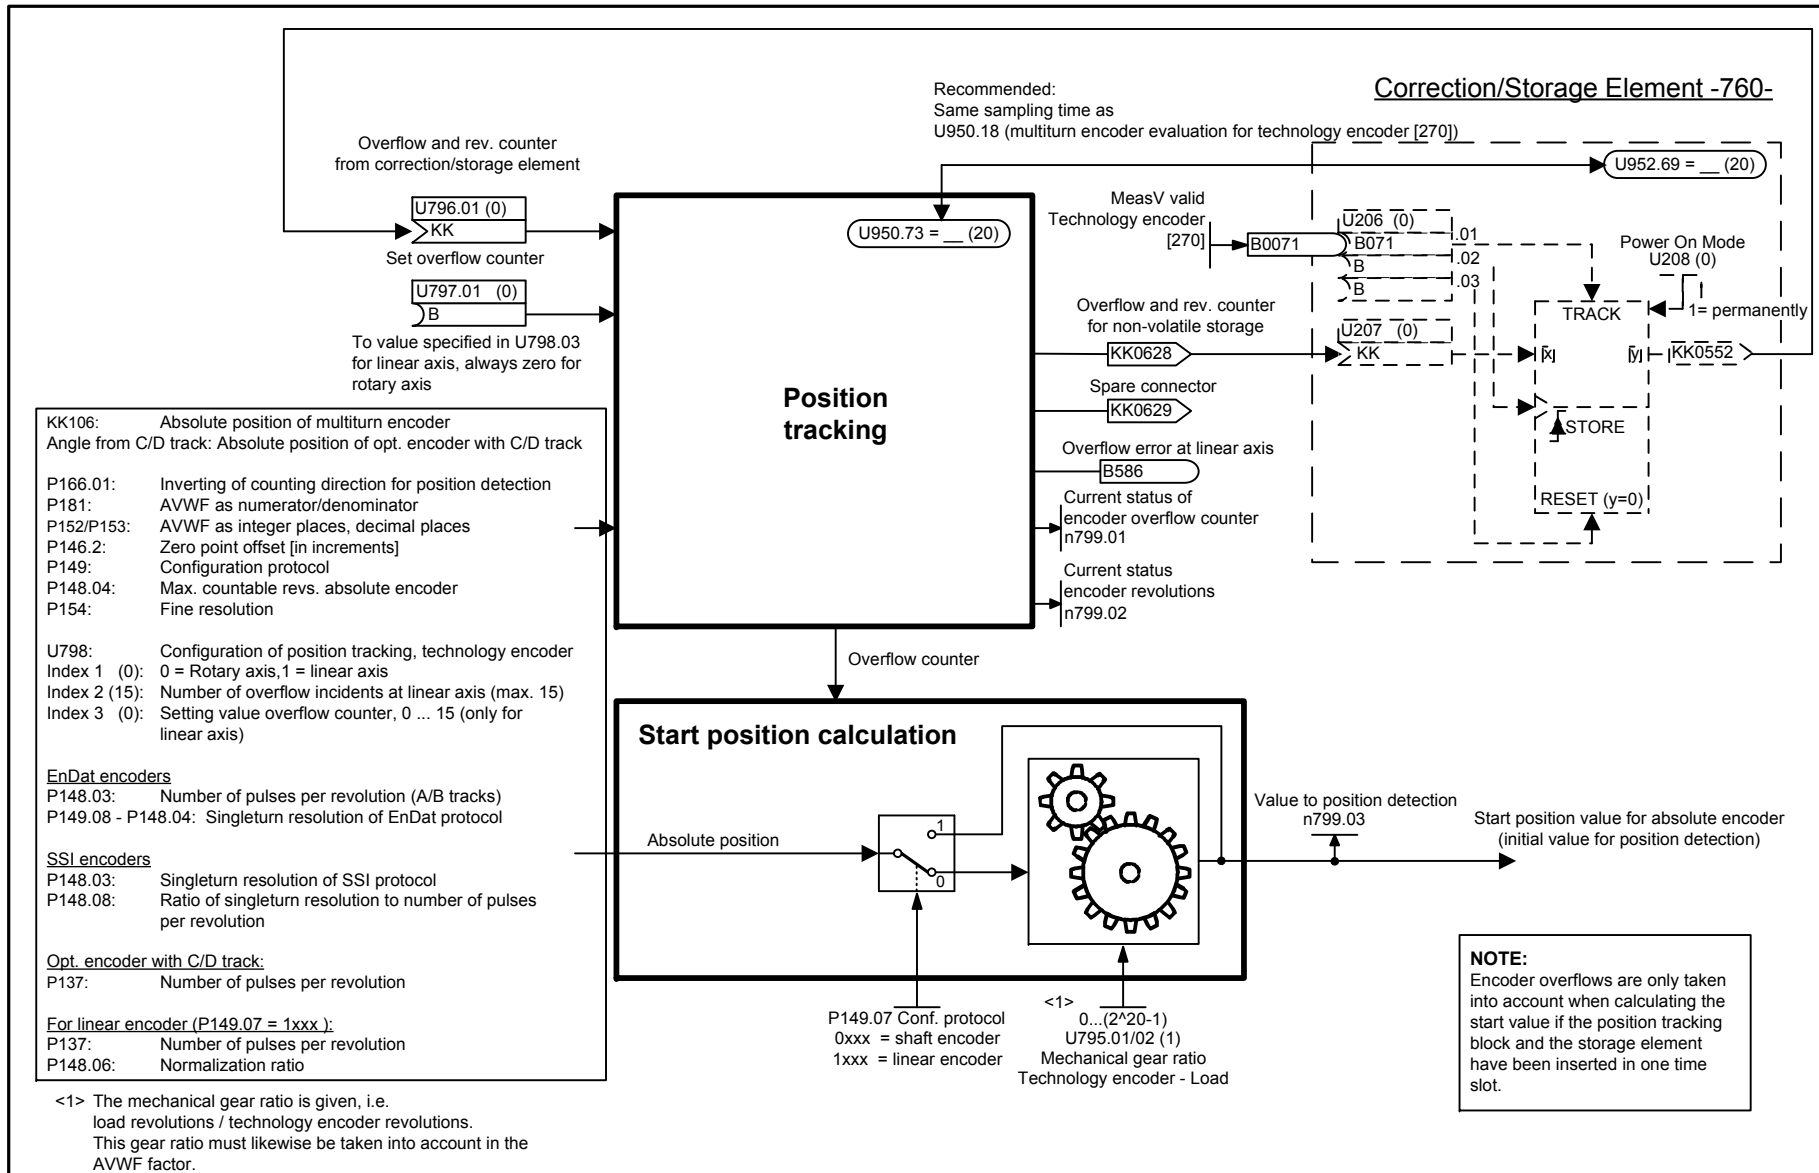 Correction/Storage Element -760-
Recommended:
Same sampling time as
U950.18 (multiturn encoder evaluation for technology encoder [270])
Overflow and rev. counter
from correction/storage element
U796.01 (0)
KK
Set overflow counter
U797.01 (0)
B
To value specified in U798.03
for linear axis, always zero for
rotary axis
U950.73 = __ (20)
U952.69 = __ (20)
Position
tracking
MeasV valid
Technology encoder
[270]
B0071
U206 (0)
B071
B
B
.01
.02
.03
Power On Mode
U208 (0)
1= permanently
TRACK
Overflow and rev. counter
for non-volatile storage
KK0628
U207 (0)
KK
x
y
KK0552
STORE
RESET (y=0)
Spare connector
KK0629
Overflow error at linear axis
B586
Current status of
encoder overflow counter
n799.01
Current status
encoder revolutions
n799.02
KK106: Absolute position of multiturn encoder
Angle from C/D track: Absolute position of opt. encoder with C/D track
P166.01: Inverting of counting direction for position detection
P181: AVWF as numerator/denominator
P152/P153: AVWF as integer places, decimal places
P146.2: Zero point offset [in increments]
P149: Configuration protocol
P148.04: Max. countable revs. absolute encoder
P154: Fine resolution
U798: Configuration of position tracking, technology encoder
Index 1 (0): 0 = Rotary axis,1 = linear axis
Index 2 (15): Number of overflow incidents at linear axis (max. 15)
Index 3 (0): Setting value overflow counter, 0 ... 15 (only for
linear axis)
EnDat encoders
P148.03: Number of pulses per revolution (A/B tracks)
P149.08 - P148.04: Singleturn resolution of EnDat protocol
SSI encoders
P148.03: Singleturn resolution of SSI protocol
P148.08: Ratio of singleturn resolution to number of pulses
per revolution
Opt. encoder with C/D track:
P137: Number of pulses per revolution
For linear encoder (P149.07 = 1xxx ):
P137: Number of pulses per revolution
P148.06: Normalization ratio
Overflow counter
Start position calculation
Absolute position
1
0
Value to position detection
n799.03
Start position value for absolute encoder
(initial value for position detection)
P149.07 Conf. protocol
0xxx = shaft encoder
1xxx = linear encoder
<1>
0...(2^20-1)
U795.01/02 (1)
Mechanical gear ratio
Technology encoder - Load
NOTE:
Encoder overflows are only taken
into account when calculating the
start value if the position tracking
block and the storage element
have been inserted in one time
slot.
<1> The mechanical gear ratio is given, i.e.
load revolutions / technology encoder revolutions.
This gear ratio must likewise be taken into account in the
AVWF factor.